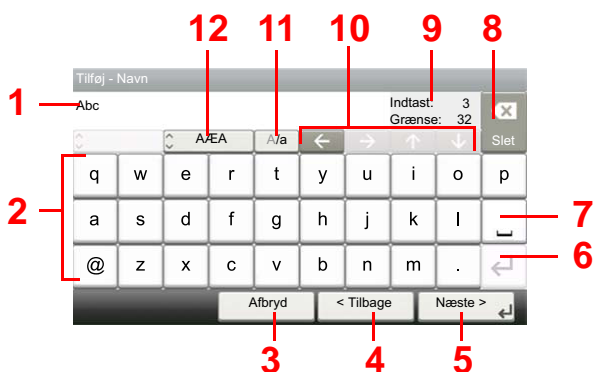 12 11 10 9 8
Tilføj - Navn
1 Abc Indtast: 3
Grænse: 32
AÆA A/a ← → ↑ ↓ Slet
2 q w e r t y u i o p
a s d f g h j k l ⎵ 7
@ z x c v b n m . ↵ 6
Afbryd < Tilbage Næste > ↵
3 4 5